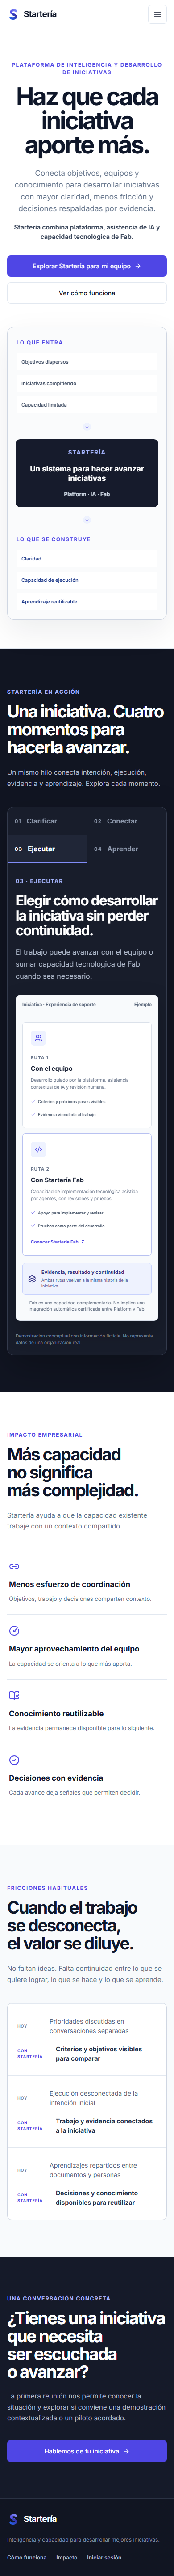 Startería
PLATAFORMA DE INTELIGENCIA Y DESARROLLO
DE INICIATIVAS
Haz que cada
iniciativa
aporte más.
Conecta objetivos, equipos y
conocimiento para desarrollar iniciativas
con mayor claridad, menos fricción y
decisiones respaldadas por evidencia.
Startería combina plataforma, asistencia de IA y
capacidad tecnológica de Fab.
Explorar Startería para mi equipo →
Ver cómo funciona
LO QUE ENTRA
Objetivos dispersos
Iniciativas compitiendo
Capacidad limitada
STARTERÍA
Un sistema para hacer avanzar
iniciativas
Platform · IA · Fab
LO QUE SE CONSTRUYE
Claridad
Capacidad de ejecución
Aprendizaje reutilizable
STARTERÍA EN ACCIÓN
Una iniciativa. Cuatro
momentos para
hacerla avanzar.
Un mismo hilo conecta intención, ejecución,
evidencia y aprendizaje. Explora cada momento.
01 Clarificar
02 Conectar
03 Ejecutar
04 Aprender
03 · EJECUTAR
Elegir cómo desarrollar
la iniciativa sin perder
continuidad.
El trabajo puede avanzar con el equipo o
sumar capacidad tecnológica de Fab
cuando sea necesario.
Iniciativa · Experiencia de soporte
Ejemplo
RUTA 1
Con el equipo
Desarrollo guiado por la plataforma, asistencia
contextual de IA y revisión humana.
Criterios y próximos pasos visibles
Evidencia vinculada al trabajo
RUTA 2
Con Startería Fab
Capacidad de implementación tecnológica asistida
por agentes, con revisiones y pruebas.
Apoyo para implementar y revisar
Pruebas como parte del desarrollo
Conocer Startería Fab
Evidencia, resultado y continuidad
Ambas rutas vuelven a la misma historia de la
iniciativa.
Fab es una capacidad complementaria. No implica una
integración automática certificada entre Platform y Fab.
Demostración conceptual con información ficticia. No representa
datos de una organización real.
IMPACTO EMPRESARIAL
Más capacidad
no significa
más complejidad.
Startería ayuda a que la capacidad existente
trabaje con un contexto compartido.
Menos esfuerzo de coordinación
Objetivos, trabajo y decisiones comparten contexto.
Mayor aprovechamiento del equipo
La capacidad se orienta a lo que más aporta.
Conocimiento reutilizable
La evidencia permanece disponible para lo siguiente.
Decisiones con evidencia
Cada avance deja señales que permiten decidir.
FRICCIONES HABITUALES
Cuando el trabajo
se desconecta,
el valor se diluye.
No faltan ideas. Falta continuidad entre lo que se
quiere lograr, lo que se hace y lo que se aprende.
HOY
Prioridades discutidas en
conversaciones separadas
CON
STARTERÍA
Criterios y objetivos visibles
para comparar
HOY
Ejecución desconectada de la
intención inicial
CON
STARTERÍA
Trabajo y evidencia conectados
a la iniciativa
HOY
Aprendizajes repartidos entre
documentos y personas
CON
STARTERÍA
Decisiones y conocimiento
disponibles para reutilizar
UNA CONVERSACIÓN CONCRETA
¿Tienes una iniciativa
que necesita
ser escuchada
o avanzar?
La primera reunión nos permite conocer la
situación y explorar si conviene una demostración
contextualizada o un piloto acordado.
Hablemos de tu iniciativa →
Startería
Inteligencia y capacidad para desarrollar mejores iniciativas.
Cómo funciona
Impacto
Iniciar sesión